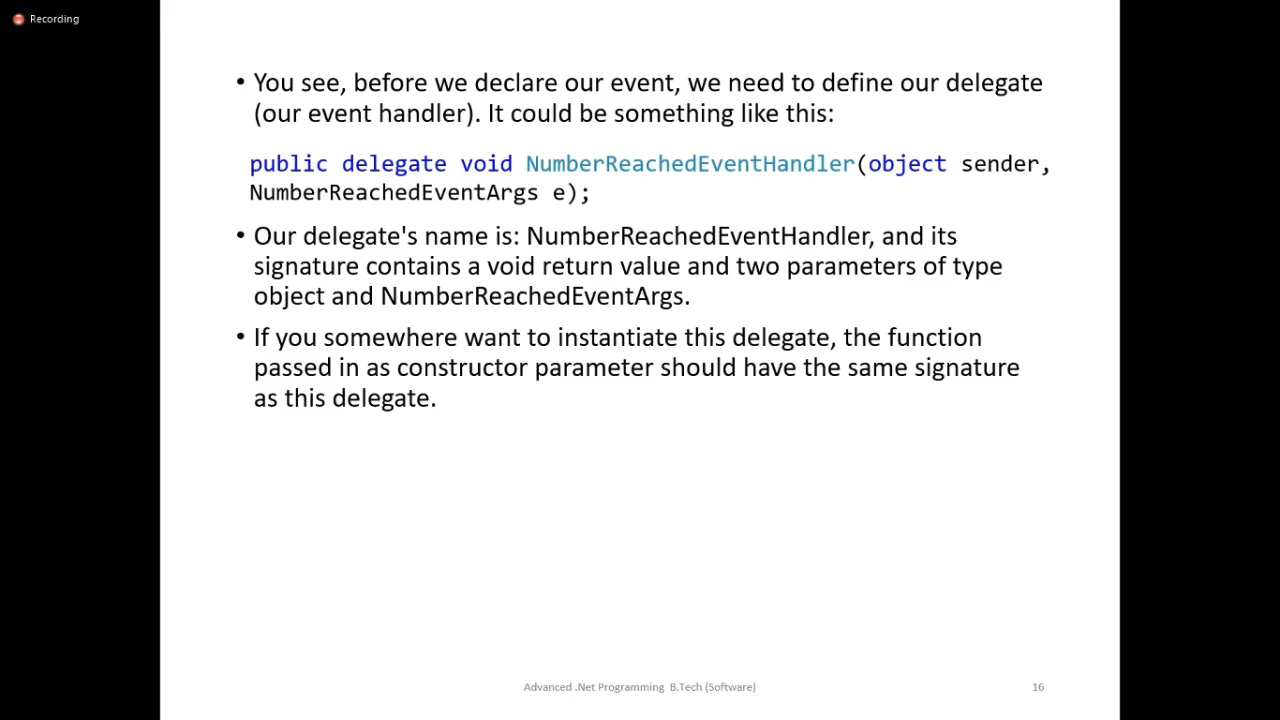 Recording
• You see, before we declare our event, we need to define our delegate
(our event handler). It could be something like this:
public delegate void NumberReachedEventHandler(object sender,
NumberReachedEventArgs e);
• Our delegate's name is: NumberReachedEventHandler, and its
signature contains a void return value and two parameters of type
object and NumberReachedEventArgs.
• If you somewhere want to instantiate this delegate, the function
passed in as constructor parameter should have the same signature
as this delegate.
Advanced .Net Programming B.Tech (Software)
16